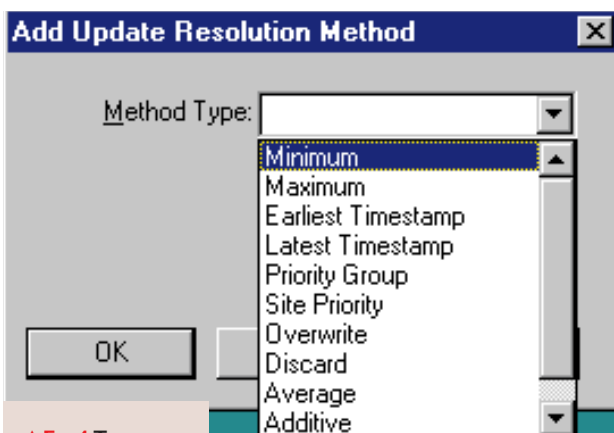 Add Update Resolution Method
Method Type:
Minimum
Maximum
Earliest Timestamp
Latest Timestamp
Priority Group
Site Priority
Overwrite
Discard
Average
Additive
OK